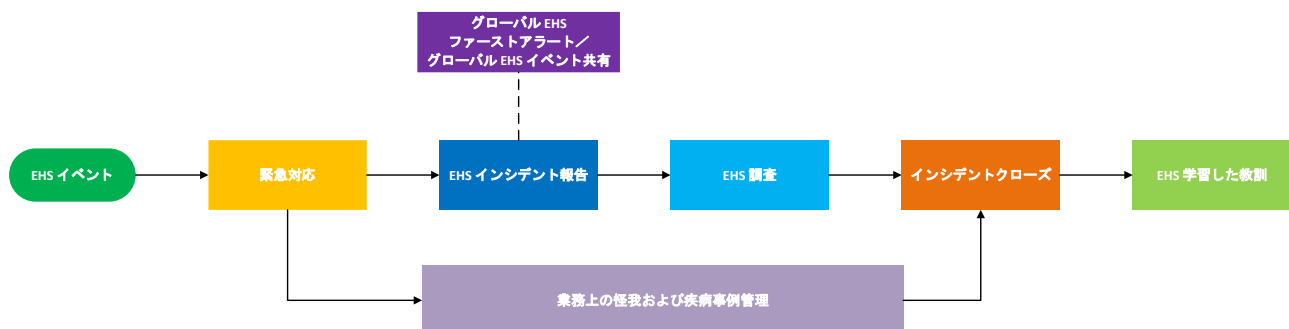 グローバル EHS
ファーストアラート／
グローバル EHS イベント共有
EHS イベント
緊急対応
EHS インシデント報告
EHS 調査
インシデントクローズ
EHS 学習した教訓
業務上の怪我および疾病事例管理